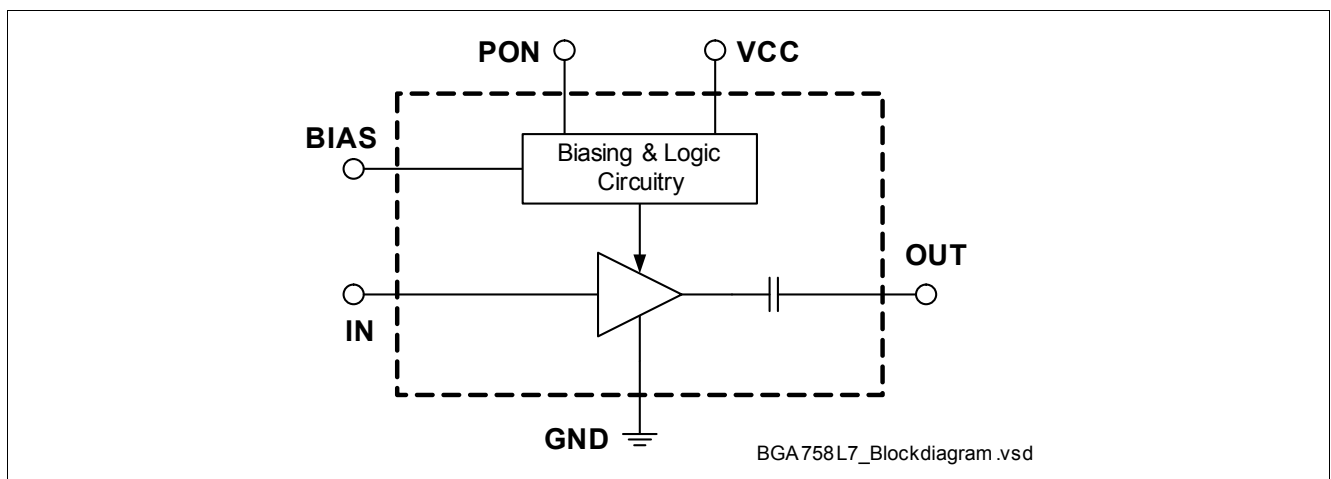 PON
VCC
BIAS
Biasing & Logic
Circuitry
OUT
IN
GND
BGA758L7_Blockdiagram.vsd